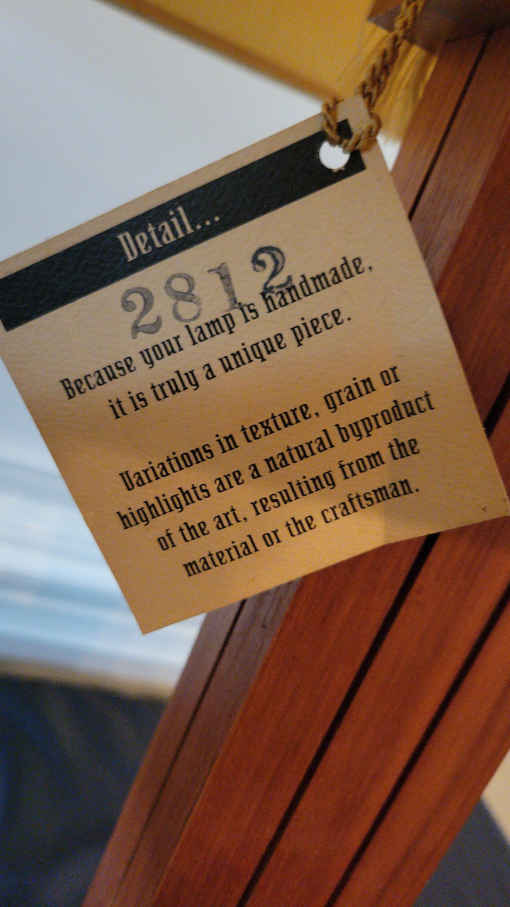 Detail...
2812
Because your lamp is handmade,
it is truly a unique piece.
Variations in texture, grain or
highlights are a natural byproduct
of the art, resulting from the
material or the craftsman.